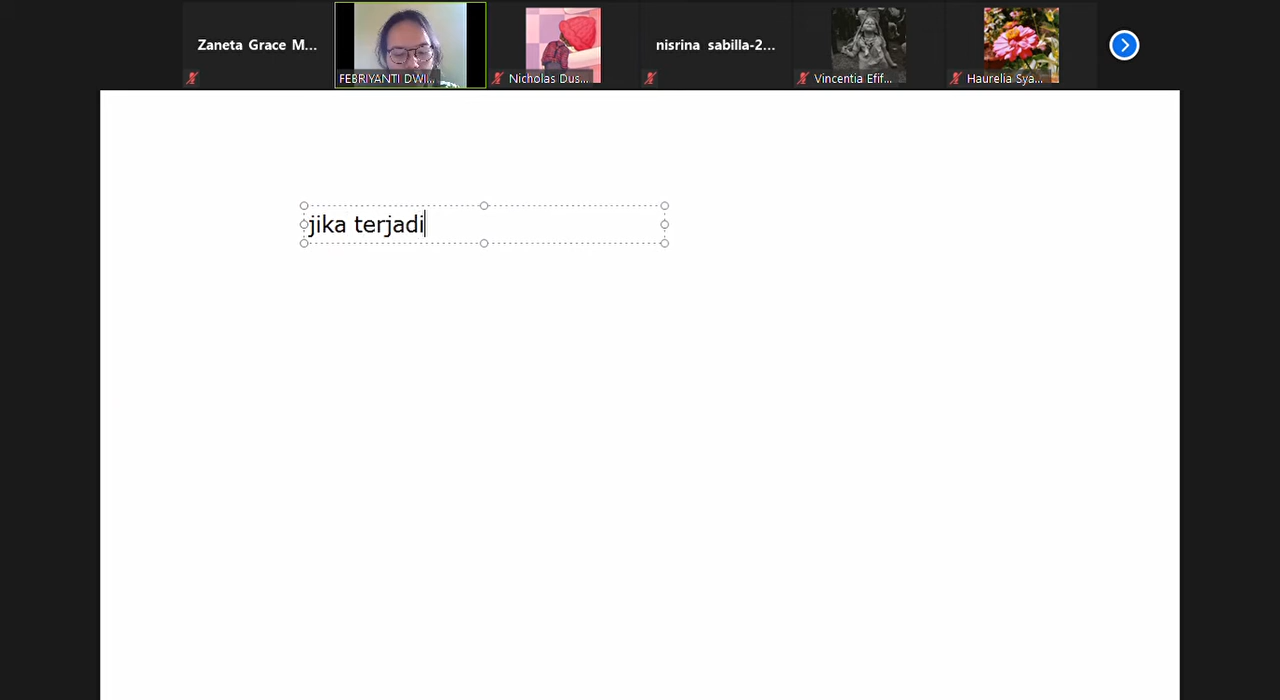 Zaneta Grace M...
nisrina sabilla-2...
FEBRIYANTI DWI...
Nicholas Dus...
Vincentia Efif...
Haurelia Sya...
jika terjadi